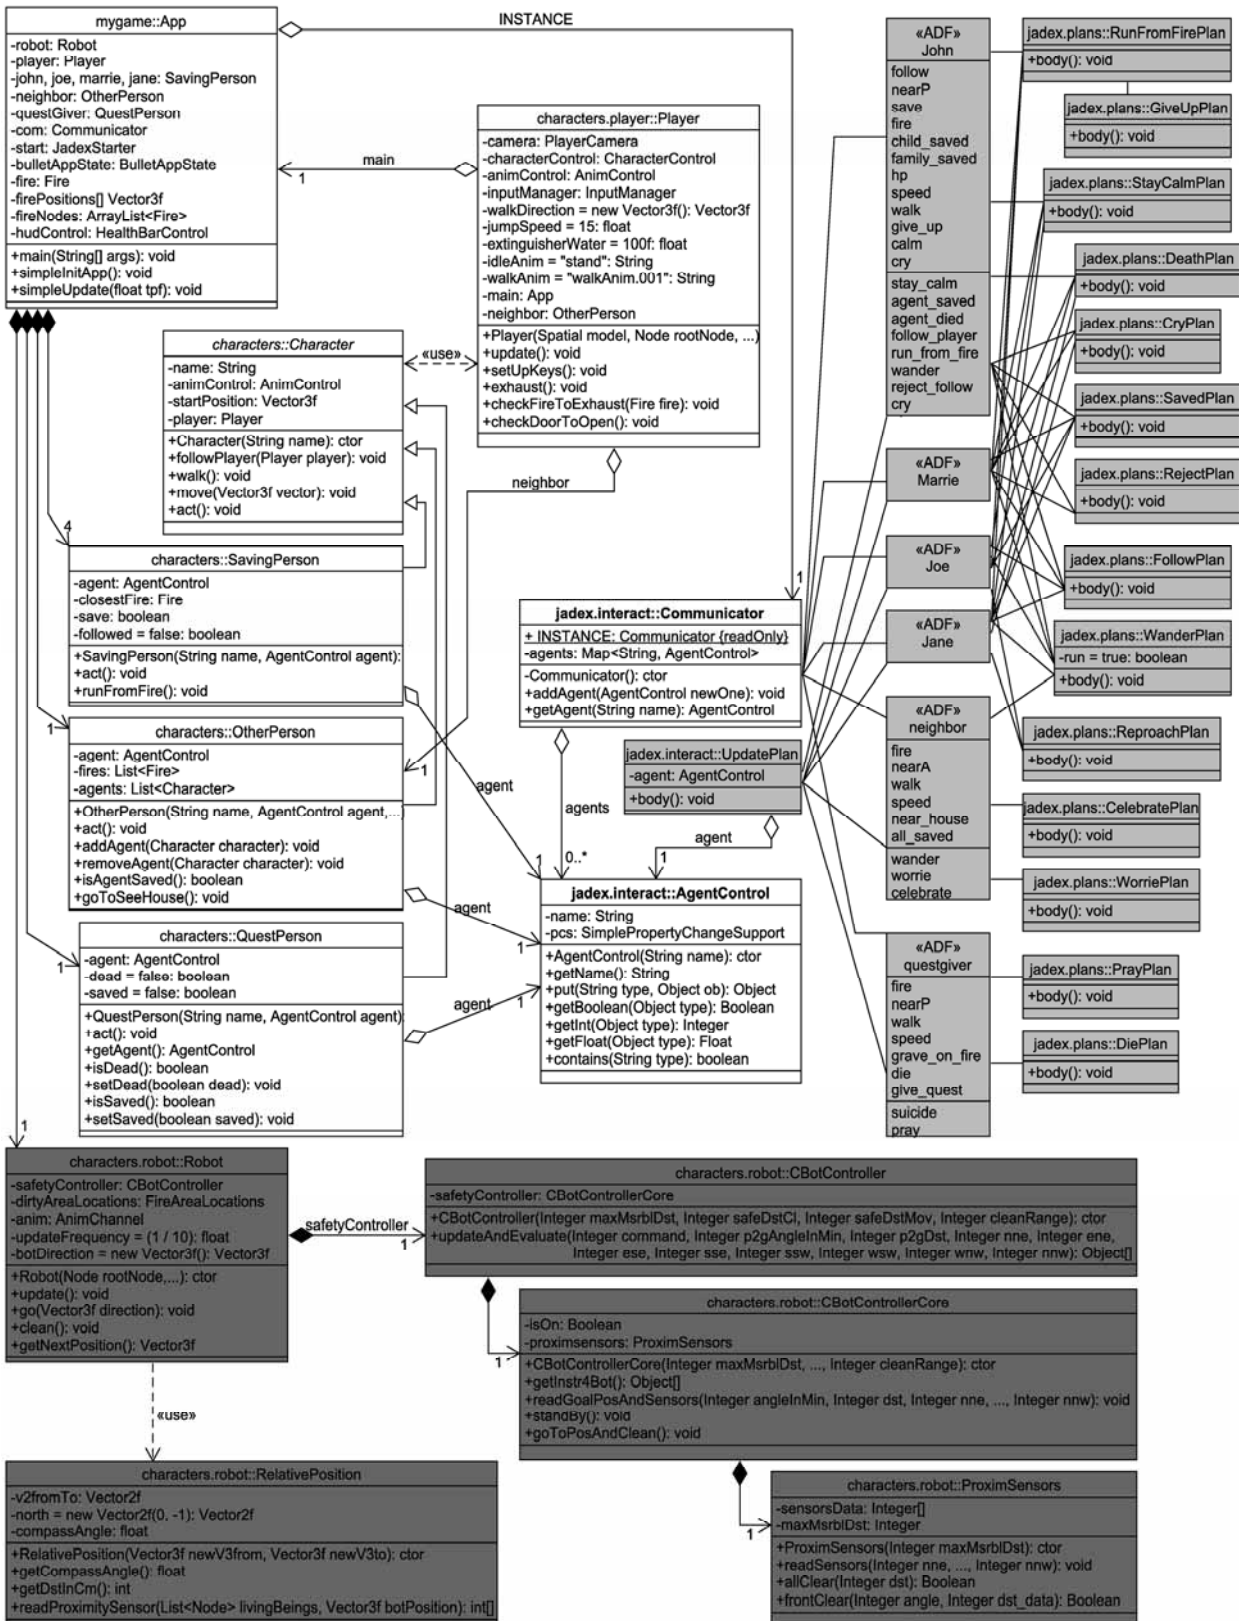 mygame::App
-robot: Robot
-player: Player
-john, joe, marrie, jane: SavingPerson
-neighbor: OtherPerson
-questGiver: QuestPerson
-com: Communicator
-start: JadexStarter
-bulletAppState: BulletAppState
-fire: Fire
-firePositions[] Vector3f
-fireNodes: ArrayList<Fire>
-hudControl: HealthBarControl
+main(String[] args): void
+simpleInitApp(): void
+simpleUpdate(float tpf): void
INSTANCE
main
1
characters.player::Player
-camera: PlayerCamera
-characterControl: CharacterControl
-animControl: AnimControl
-inputManager: InputManager
-walkDirection = new Vector3f(): Vector3f
-jumpSpeed = 15: float
-extinguisherWater = 100f: float
-idleAnim = "stand": String
-walkAnim = "walkAnim.001": String
-main: App
-neighbor: OtherPerson
+Player(Spatial model, Node rootNode, ...)
+update(): void
+setUpKeys(): void
+exhaust(): void
+checkFireToExhaust(Fire fire): void
+checkDoorToOpen(): void
«use»
characters::Character
-name: String
-animControl: AnimControl
-startPosition: Vector3f
-player: Player
+Character(String name): ctor
+followPlayer(Player player): void
+walk(): void
+move(Vector3f vector): void
+act(): void
neighbor
4
characters::SavingPerson
-agent: AgentControl
-closestFire: Fire
-save: boolean
-followed = false: boolean
+SavingPerson(String name, AgentControl agent):
+act(): void
+runFromFire(): void
1
characters::OtherPerson
-agent: AgentControl
-fires: List<Fire>
-agents: List<Character>
+OtherPerson(String name, AgentControl agent,...)
+act(): void
+addAgent(Character character): void
+removeAgent(Character character): void
+isAgentSaved(): boolean
+goToSeeHouse(): void
1
1
characters::QuestPerson
-agent: AgentControl
-dead = false: boolean
-saved = false: boolean
+QuestPerson(String name, AgentControl agent):
+act(): void
+getAgent(): AgentControl
+isDead(): boolean
+setDead(boolean dead): void
+isSaved(): boolean
+setSaved(boolean saved): void
agent
agent
agent
1
1
1
1
jadex.interact::Communicator
+ INSTANCE: Communicator {readOnly}
-agents: Map<String, AgentControl>
-Communicator(): ctor
+addAgent(AgentControl newOne): void
+getAgent(String name): AgentControl
agents
0..*
jadex.interact::UpdatePlan
-agent: AgentControl
+body(): void
agent
1
jadex.interact::AgentControl
-name: String
-pcs: SimplePropertyChangeSupport
+AgentControl(String name): ctor
+getName(): String
+put(String type, Object ob): Object
+getBoolean(Object type): Boolean
+getInt(Object type): Integer
+getFloat(Object type): Float
+contains(String type): boolean
«ADF»
John
follow
nearP
save
fire
child_saved
family_saved
hp
speed
walk
give_up
calm
cry
stay_calm
agent_saved
agent_died
follow_player
run_from_fire
wander
reject_follow
cry
«ADF»
Marrie
«ADF»
Joe
«ADF»
Jane
«ADF»
neighbor
fire
nearA
walk
speed
near_house
all_saved
wander
worrie
celebrate
«ADF»
questgiver
fire
nearP
walk
speed
grave_on_fire
die
give_quest
suicide
pray
jadex.plans::RunFromFirePlan
+body(): void
jadex.plans::GiveUpPlan
+body(): void
jadex.plans::StayCalmPlan
+body(): void
jadex.plans::DeathPlan
+body(): void
jadex.plans::CryPlan
+body(): void
jadex.plans::SavedPlan
+body(): void
jadex.plans::RejectPlan
+body(): void
jadex.plans::FollowPlan
+body(): void
jadex.plans::WanderPlan
-run = true: boolean
+body(): void
jadex.plans::ReproachPlan
+body(): void
jadex.plans::CelebratePlan
+body(): void
jadex.plans::WorriePlan
+body(): void
jadex.plans::PrayPlan
+body(): void
jadex.plans::DiePlan
+body(): void
1
characters.robot::Robot
-safetyController: CBotController
-dirtyAreaLocations: FireAreaLocations
-anim: AnimChannel
-updateFrequency = (1 / 10): float
-botDirection = new Vector3f(): Vector3f
+Robot(Node rootNode,...): ctor
+update(): void
+go(Vector3f direction): void
+clean(): void
+getNextPosition(): Vector3f
safetyController
1
characters.robot::CBotController
-safetyController: CBotControllerCore
+CBotController(Integer maxMsrblDst, Integer safeDstCl, Integer safeDstMov, Integer cleanRange): ctor
+updateAndEvaluate(Integer command, Integer p2gAngleInMin, Integer p2gDst, Integer nne, Integer ene,
Integer ese, Integer sse, Integer ssw, Integer wsw, Integer wnw, Integer nnw): Object[]
1
characters.robot::CBotControllerCore
-isOn: Boolean
-proximsensors: ProximSensors
+CBotControllerCore(Integer maxMsrblDst, ..., Integer cleanRange): ctor
+getInstr4Bot(): Object[]
+readGoalPosAndSensors(Integer angleInMin, Integer dst, Integer nne, ..., Integer nnw): void
+standBy(): void
+goToPosAndClean(): void
«use»
characters.robot::RelativePosition
-v2fromTo: Vector2f
-north = new Vector2f(0, -1): Vector2f
-compassAngle: float
+RelativePosition(Vector3f newV3from, Vector3f newV3to): ctor
+getCompassAngle(): float
+getDstInCm(): int
+readProximitySensor(List<Node> livingBeings, Vector3f botPosition): int[]
1
characters.robot::ProximSensors
-sensorsData: Integer[]
-maxMsrblDst: Integer
+ProximSensors(Integer maxMsrblDst): ctor
+readSensors(Integer nne, ..., Integer nnw): void
+allClear(Integer dst): Boolean
+frontClear(Integer angle, Integer dst_data): Boolean